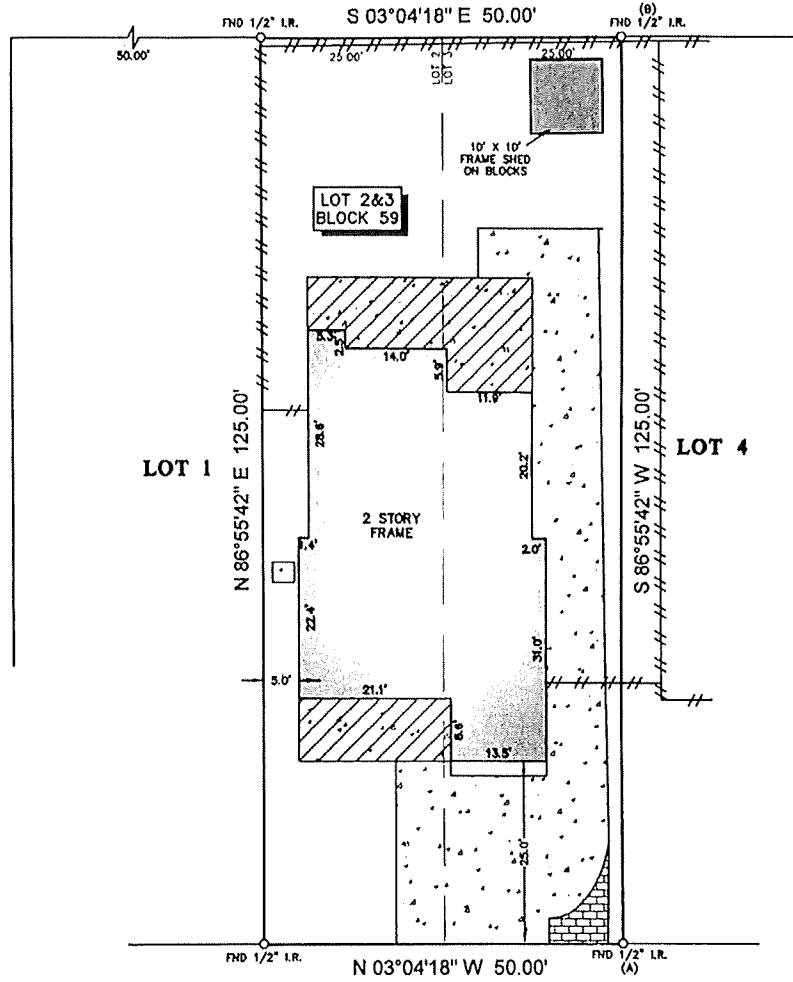 S 03°04'18" E 50.00'
(B)
FND 1/2" I.R.
FND 1/2" I.R.
50.00'
25.00'
25.00'
LOT 2
LOT 3
10' X 10'
FRAME SHED
ON BLOCKS
LOT 2&3
BLOCK 59
2.5'
14.0'
5.9'
11.9'
28.6'
20.2'
N 86°55'42" E 125.00'
S 86°55'42" W 125.00'
LOT 1
LOT 4
2 STORY
FRAME
1.4'
2.0'
22.4'
31.0'
5.0'
21.1'
8.6'
13.5'
25.0'
FND 1/2" I.R.
FND 1/2" I.R.
N 03°04'18" W 50.00'
(A)